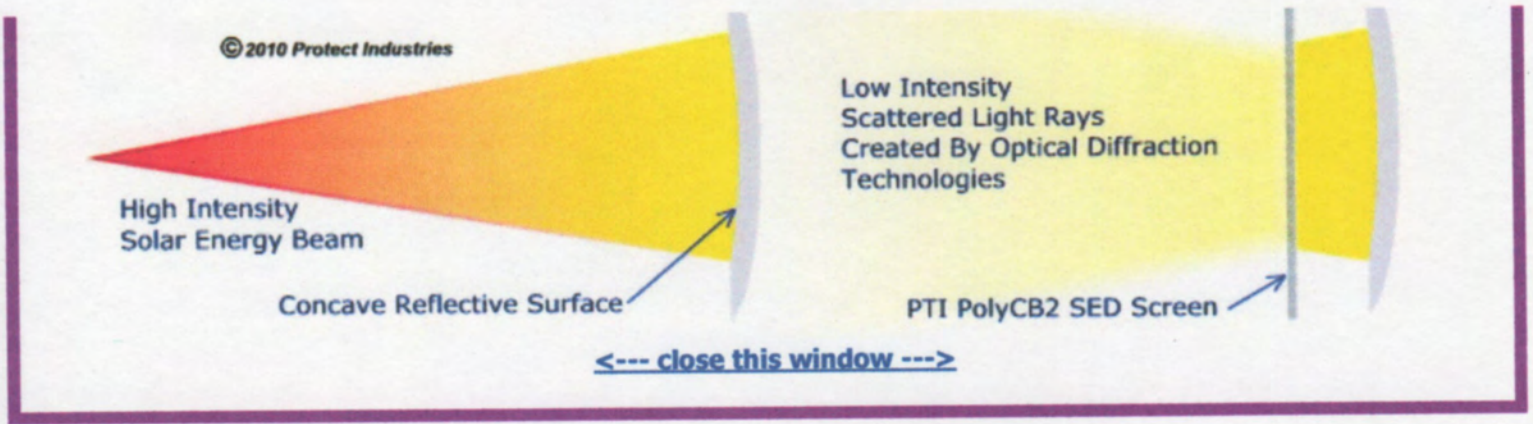 © 2010 Protect Industries
High Intensity
Solar Energy Beam
Concave Reflective Surface
Low Intensity
Scattered Light Rays
Created By Optical Diffraction
Technologies
PTI PolyCB2 SED Screen
<--- close this window --->